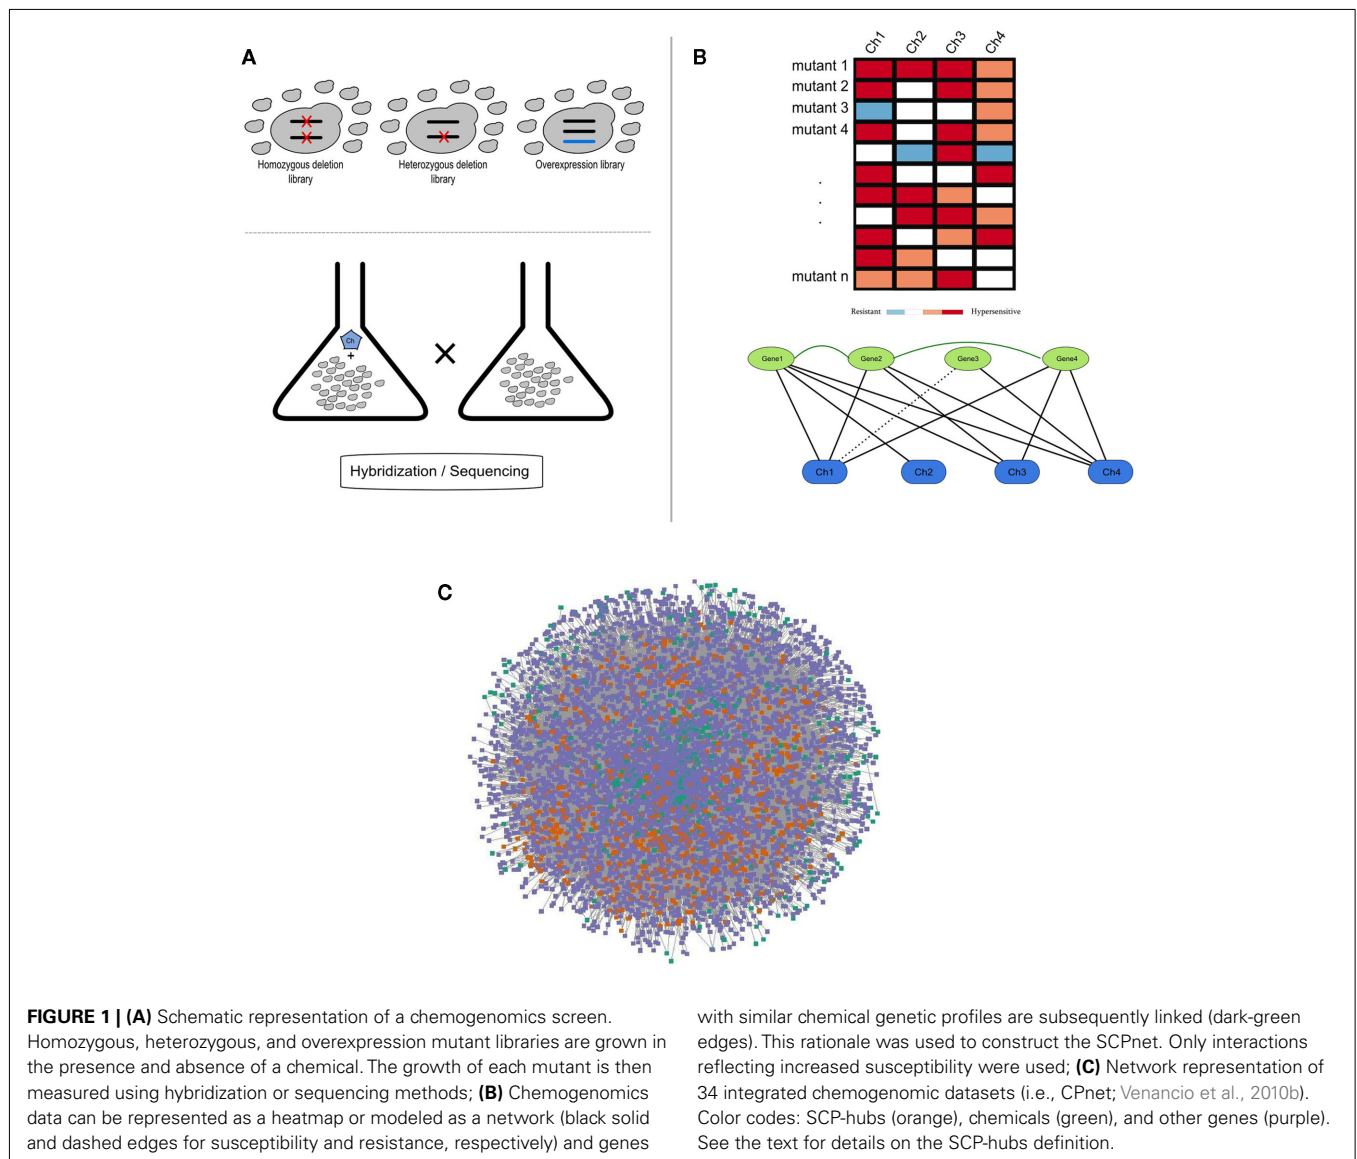 A
Homozygous deletion
library
Heterozygous deletion
library
Overexpression library
Ch
+
Hybridization / Sequencing
B
Ch1 Ch2 Ch3 Ch4
mutant 1
mutant 2
mutant 3
mutant 4
.
.
.
mutant n
Resistant Hypersensitive
Gene1 Gene2 Gene3 Gene4
Ch1 Ch2 Ch3 Ch4
C
FIGURE 1 | (A) Schematic representation of a chemogenomics screen.
Homozygous, heterozygous, and overexpression mutant libraries are grown in
the presence and absence of a chemical. The growth of each mutant is then
measured using hybridization or sequencing methods; (B) Chemogenomics
data can be represented as a heatmap or modeled as a network (black solid
and dashed edges for susceptibility and resistance, respectively) and genes
with similar chemical genetic profiles are subsequently linked (dark-green
edges). This rationale was used to construct the SCPnet. Only interactions
reflecting increased susceptibility were used; (C) Network representation of
34 integrated chemogenomic datasets (i.e., CPnet; Venancio et al., 2010b).
Color codes: SCP-hubs (orange), chemicals (green), and other genes (purple).
See the text for details on the SCP-hubs definition.